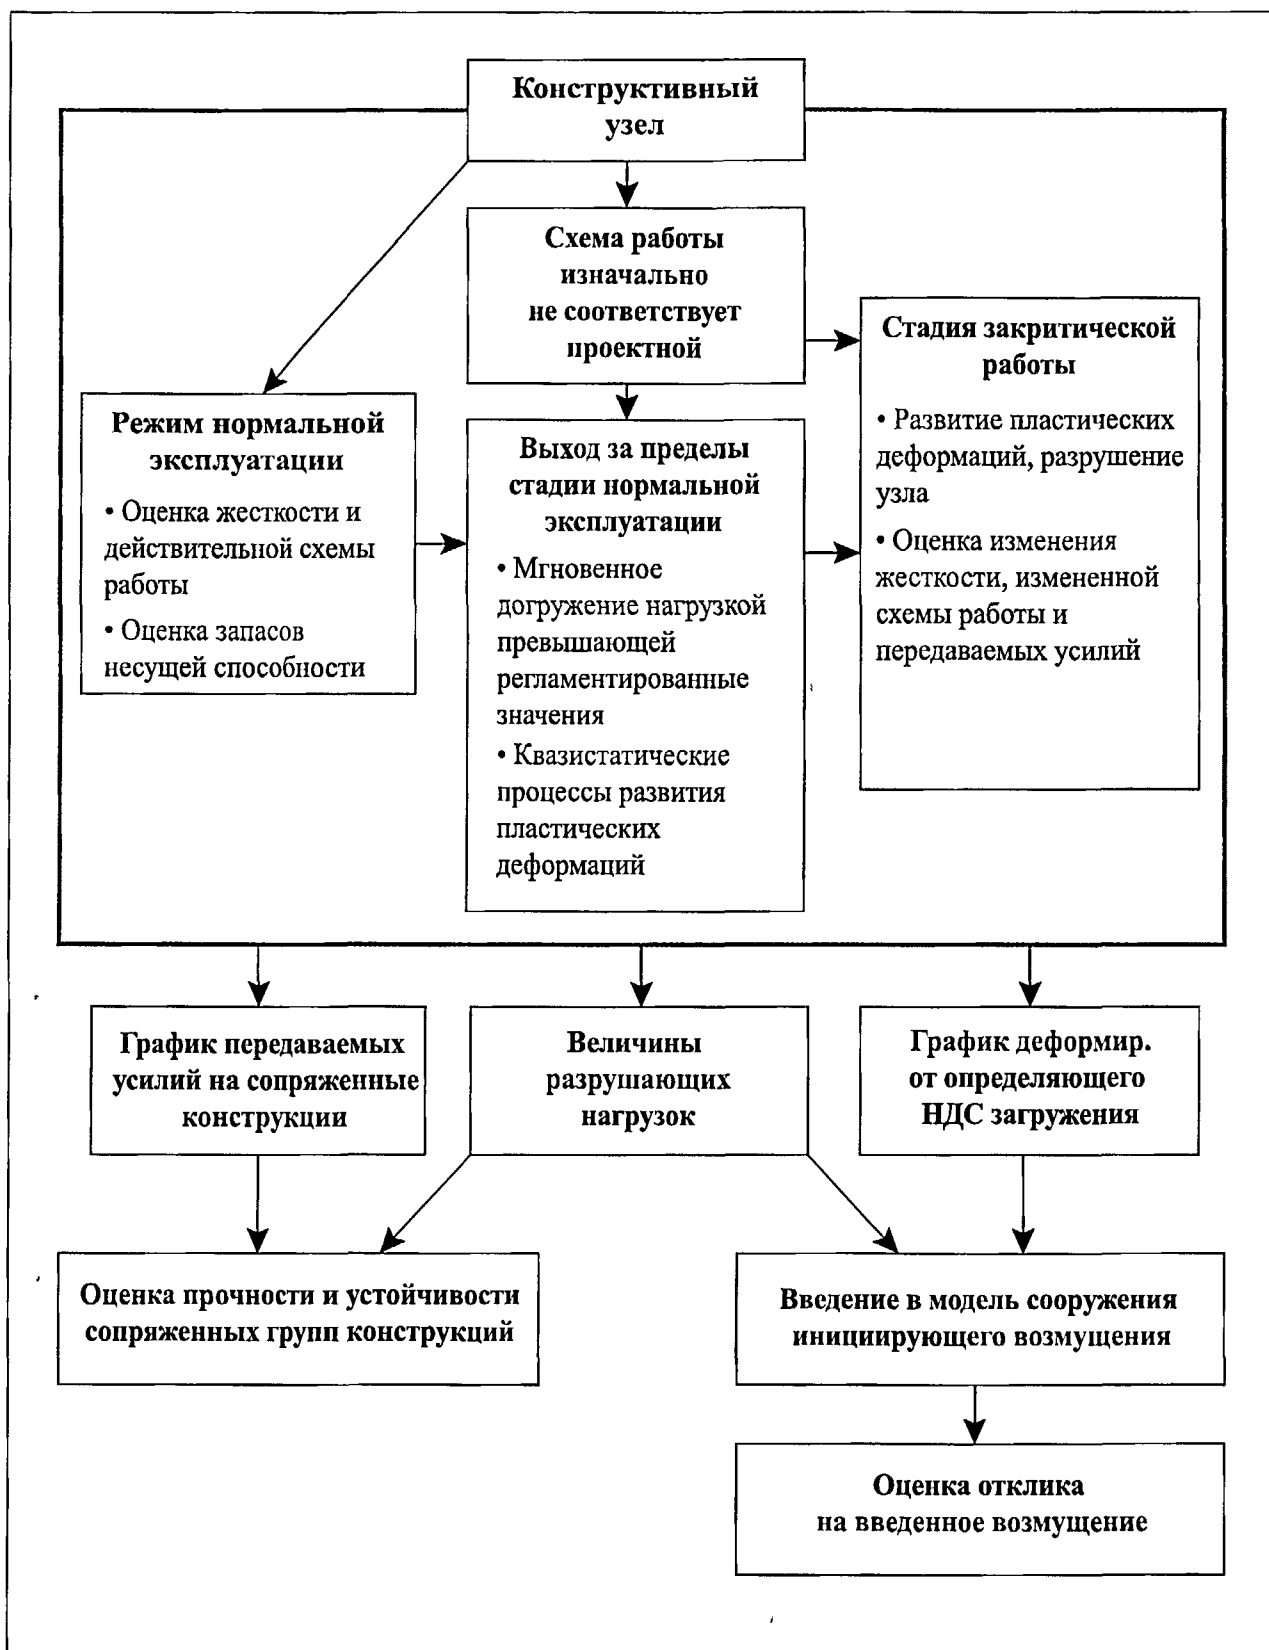 Конструктивный
узел
Схема работы
изначально
не соответствует
проектной
Режим нормальной
эксплуатации
• Оценка жесткости и
действительной схемы
работы
• Оценка запасов
несущей способности
Выход за пределы
стадии нормальной
эксплуатации
• Мгновенное
догружение нагрузкой
превышающей
регламентированные
значения
• Квазистатические
процессы развития
пластических
деформаций
Стадия закритической
работы
• Развитие пластических
деформаций, разрушение
узла
• Оценка изменения
жесткости, измененной
схемы работы и
передаваемых усилий
График передаваемых
усилий на сопряженные
конструкции
Величины
разрушающих
нагрузок
График деформир.
от определяющего
НДС загружения
Оценка прочности и устойчивости
сопряженных групп конструкций
Введение в модель сооружения
инициирующего возмущения
Оценка отклика
на введенное возмущение